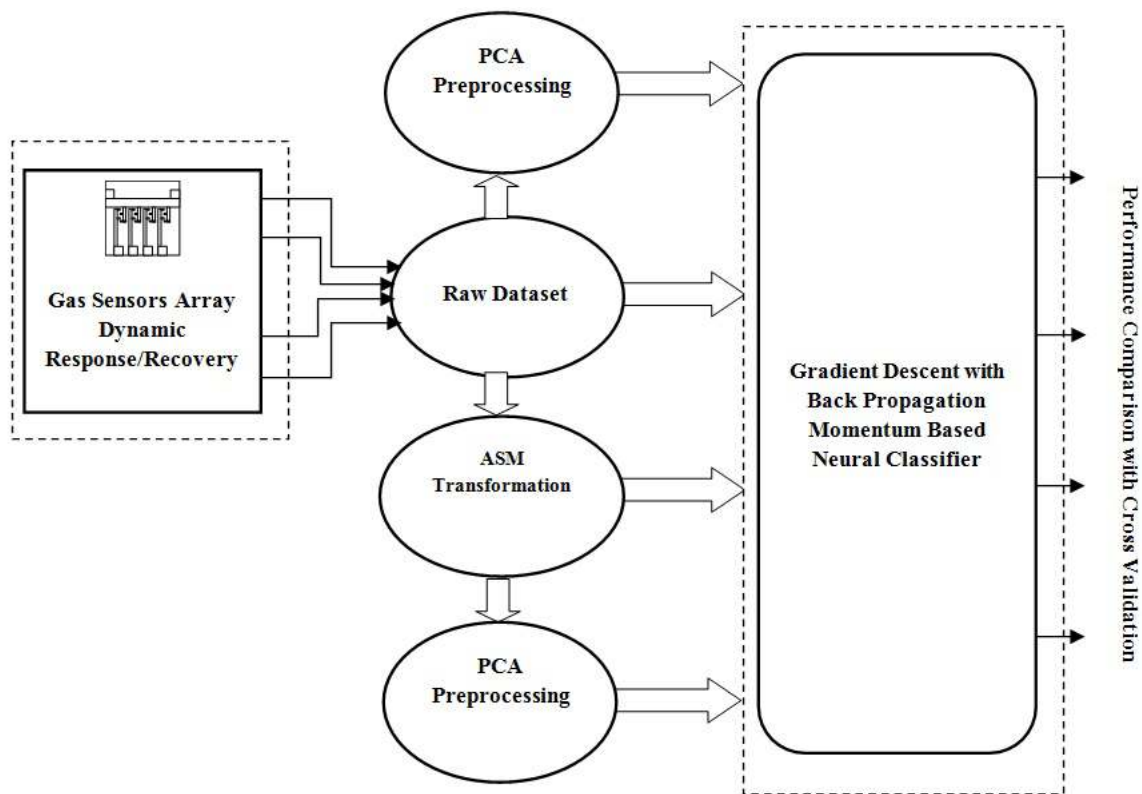 PCA
Preprocessing
Gas Sensors Array
Dynamic
Response/Recovery
Raw Dataset
ASM
Transformation
PCA
Preprocessing
Gradient Descent with
Back Propagation
Momentum Based
Neural Classifier
Performance Comparison with Cross Validation